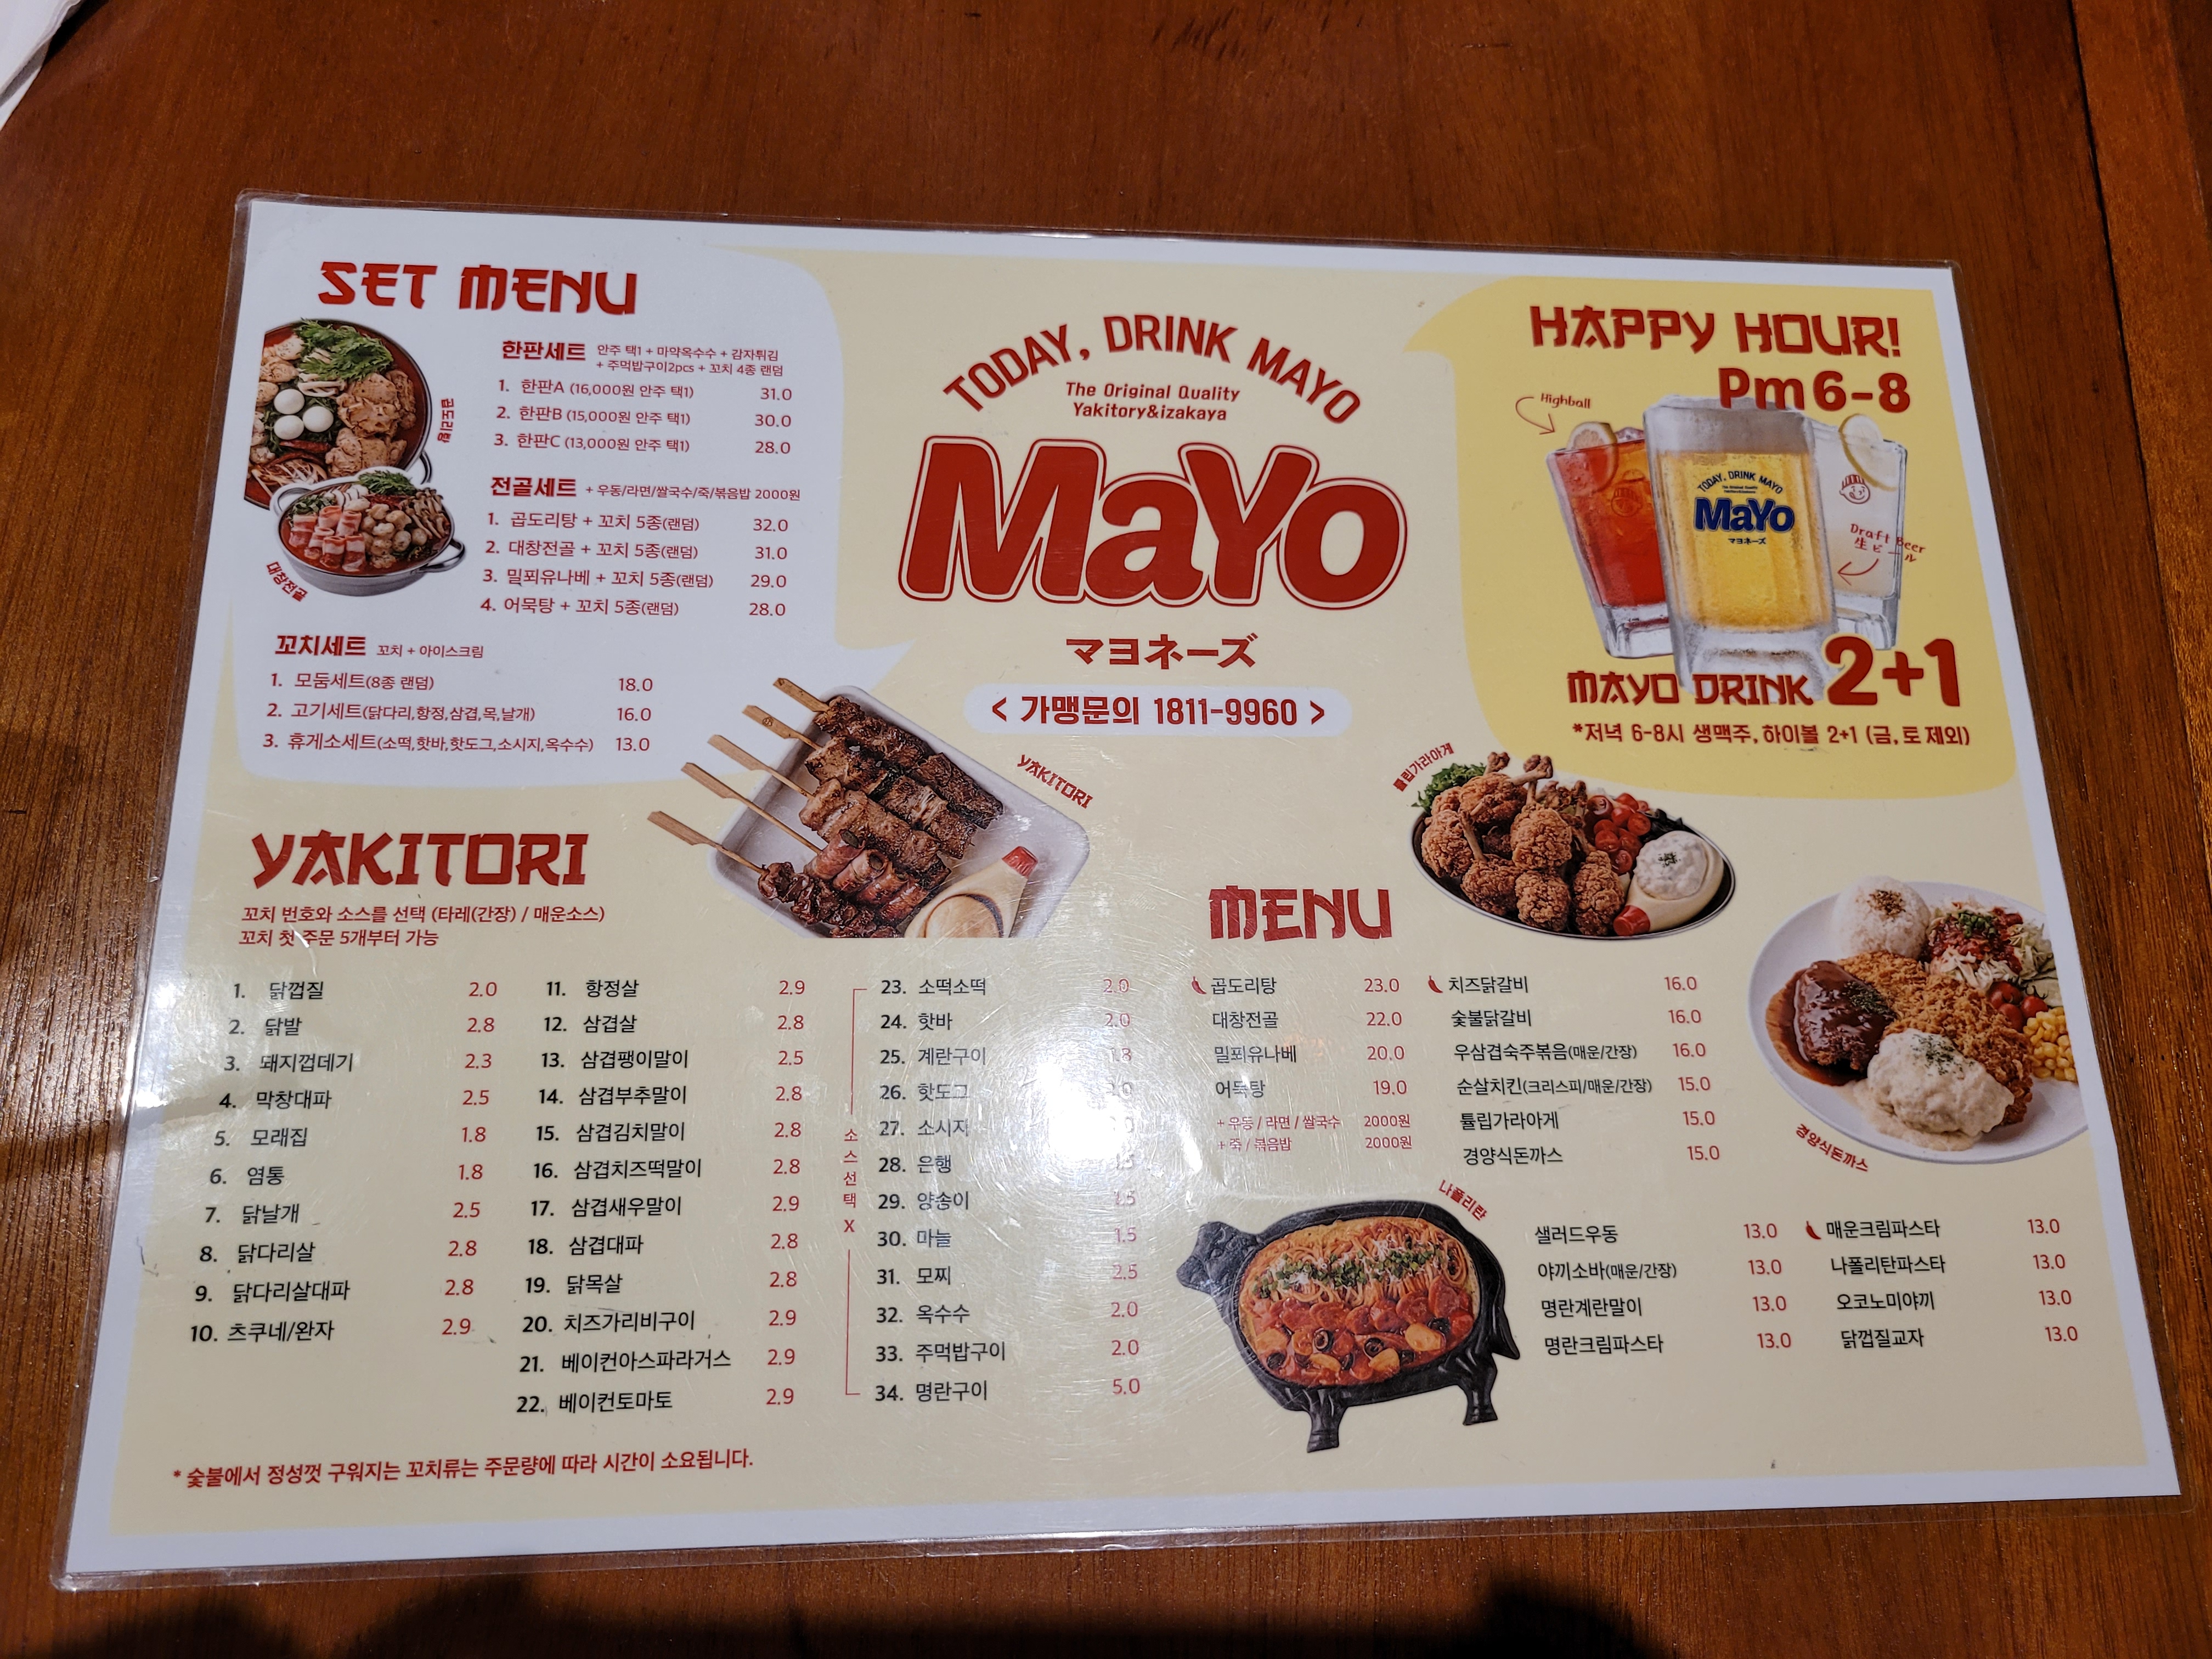 SET MENU
한판세트 안주 택1 + 마약옥수수 + 감자튀김
+ 주먹밥구이2pcs + 꼬치 4종 랜덤
1. 한판A (16,000원 안주 택1) 31.0
2. 한판B (15,000원 안주 택1) 30.0
3. 한판C (13,000원 안주 택1) 28.0
곱도리탕
전골세트 + 우동/라면/쌀국수/죽/볶음밥 2000원
1. 곱도리탕 + 꼬치 5종(랜덤) 32.0
2. 대창전골 + 꼬치 5종(랜덤) 31.0
3. 밀푀유나베 + 꼬치 5종(랜덤) 29.0
4. 어묵탕 + 꼬치 5종(랜덤) 28.0
대창전골
꼬치세트 꼬치 + 아이스크림
1. 모둠세트(8종 랜덤) 18.0
2. 고기세트(닭다리,항정,삼겹,목,날개) 16.0
3. 휴게소세트(소떡,핫바,핫도그,소시지,옥수수) 13.0
TODAY, DRINK MAYO
The Original Quality
Yakitory&izakaya
MaYo
マヨネーズ
< 가맹문의 1811-9960 >
HAPPY HOUR!
Pm 6-8
Highball
TODAY, DRINK MAYO
MaYo
マヨネーズ
Draft Beer
生ビール
MAYO DRINK 2+1
*저녁 6-8시 생맥주, 하이볼 2+1 (금, 토 제외)
YAKITORI
YAKITORI
꼬치 번호와 소스를 선택 (타레(간장) / 매운소스)
꼬치 첫 주문 5개부터 가능
1. 닭껍질 2.0
2. 닭발 2.8
3. 돼지껍데기 2.3
4. 막창대파 2.5
5. 모래집 1.8
6. 염통 1.8
7. 닭날개 2.5
8. 닭다리살 2.8
9. 닭다리살대파 2.8
10. 츠쿠네/완자 2.9
11. 항정살 2.9
12. 삼겹살 2.8
13. 삼겹팽이말이 2.5
14. 삼겹부추말이 2.8
15. 삼겹김치말이 2.8
16. 삼겹치즈떡말이 2.8
17. 삼겹새우말이 2.9
18. 삼겹대파 2.8
19. 닭목살 2.8
20. 치즈가리비구이 2.9
21. 베이컨아스파라거스 2.9
22. 베이컨토마토 2.9
소스선택 X
23. 소떡소떡 2.0
24. 핫바 2.0
25. 계란구이 1.8
26. 핫도그
27. 소시지
28. 은행
29. 양송이 1.5
30. 마늘 1.5
31. 모찌 2.5
32. 옥수수 2.0
33. 주먹밥구이 2.0
34. 명란구이 5.0
* 숯불에서 정성껏 구워지는 꼬치류는 주문량에 따라 시간이 소요됩니다.
튤립가라아게
MENU
곱도리탕 23.0
대창전골 22.0
밀푀유나베 20.0
어묵탕 19.0
+ 우동 / 라면 / 쌀국수 2000원
+ 죽 / 볶음밥 2000원
치즈닭갈비 16.0
숯불닭갈비 16.0
우삼겹숙주볶음(매운/간장) 16.0
순살치킨(크리스피/매운/간장) 15.0
튤립가라아게 15.0
경양식돈까스 15.0
경양식돈까스
나폴리탄
샐러드우동 13.0
야끼소바(매운/간장) 13.0
명란계란말이 13.0
명란크림파스타 13.0
매운크림파스타 13.0
나폴리탄파스타 13.0
오코노미야끼 13.0
닭껍질교자 13.0